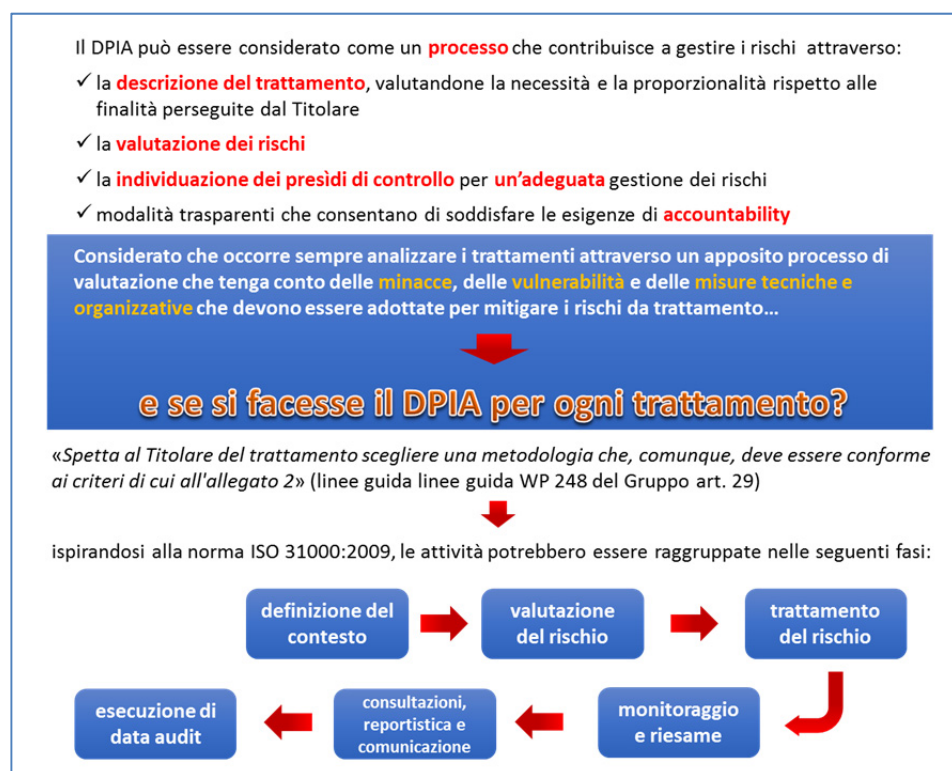 Il DPIA può essere considerato come un processo che contribuisce a gestire i rischi attraverso:
✓ la descrizione del trattamento, valutandone la necessità e la proporzionalità rispetto alle
finalità perseguite dal Titolare
✓ la valutazione dei rischi
✓ la individuazione dei presìdi di controllo per un'adeguata gestione dei rischi
✓ modalità trasparenti che consentano di soddisfare le esigenze di accountability
Considerato che occorre sempre analizzare i trattamenti attraverso un apposito processo di
valutazione che tenga conto delle minacce, delle vulnerabilità e delle misure tecniche e
organizzative che devono essere adottate per mitigare i rischi da trattamento…
e se si facesse il DPIA per ogni trattamento?
«Spetta al Titolare del trattamento scegliere una metodologia che, comunque, deve essere conforme
ai criteri di cui all'allegato 2» (linee guida linee guida WP 248 del Gruppo art. 29)
ispirandosi alla norma ISO 31000:2009, le attività potrebbero essere raggruppate nelle seguenti fasi:
definizione del
contesto
valutazione
del rischio
trattamento
del rischio
monitoraggio
e riesame
consultazioni,
reportistica e
comunicazione
esecuzione di
data audit